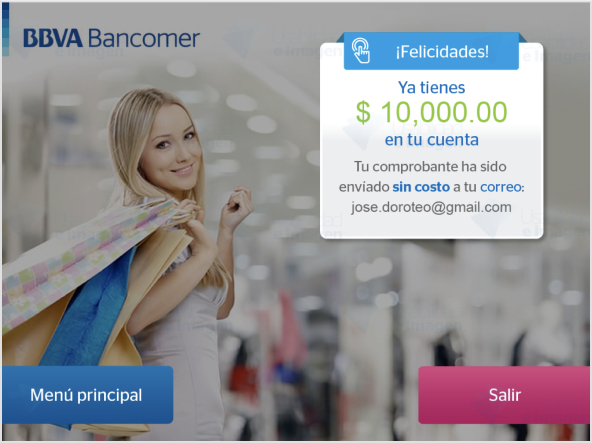 BBVA Bancomer
¡Felicidades!
Ya tienes
$ 10,000.00
en tu cuenta
Tu comprobante ha sido
enviado sin costo a tu correo:
jose.doroteo@gmail.com
Menú principal
Salir